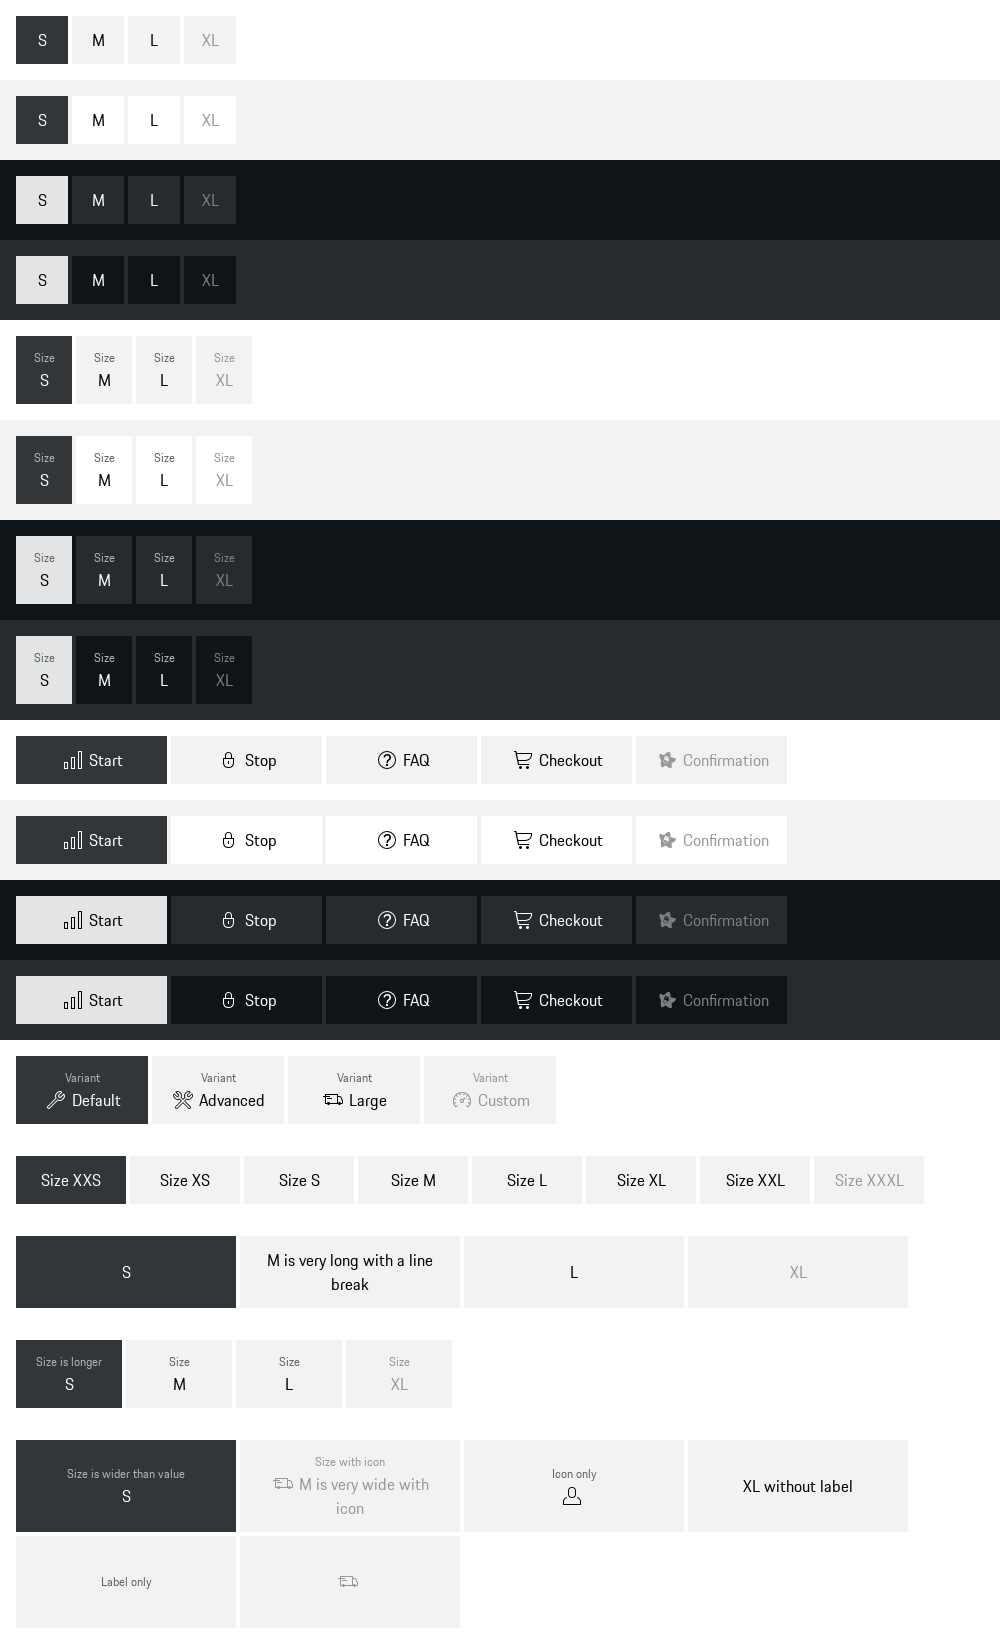 S M L XL
S M L XL
S M L XL
S M L XL
Size Size Size Size
S M L XL
Size Size Size Size
S M L XL
Size Size Size Size
S M L XL
Size Size Size Size
S M L XL
Start Stop FAQ Checkout Confirmation
Start Stop FAQ Checkout Confirmation
Start Stop FAQ Checkout Confirmation
Start Stop FAQ Checkout Confirmation
Variant Variant Variant Variant
Default Advanced Large Custom
Size XXS Size XS Size S Size M Size L Size XL Size XXL Size XXXL
S M is very long with a line L XL
break
Size is longer Size Size Size
S M L XL
Size is wider than value Size with icon Icon only XL without label
S M is very wide with
icon
Label only